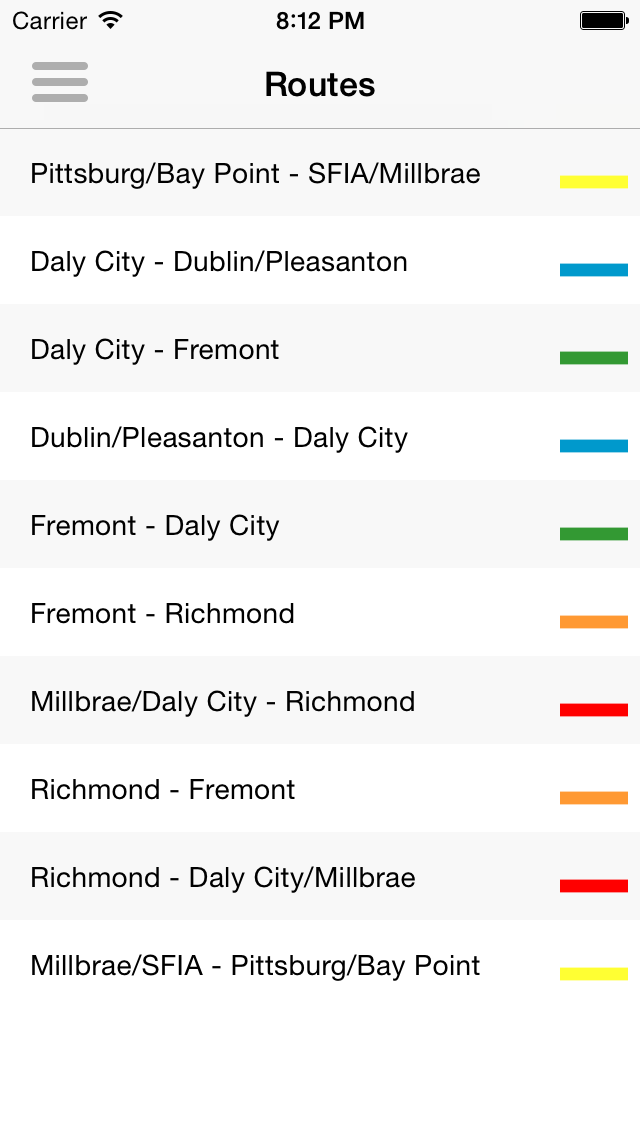 Carrier 8:12 PM
Routes
Pittsburg/Bay Point - SFIA/Millbrae
Daly City - Dublin/Pleasanton
Daly City - Fremont
Dublin/Pleasanton - Daly City
Fremont - Daly City
Fremont - Richmond
Millbrae/Daly City - Richmond
Richmond - Fremont
Richmond - Daly City/Millbrae
Millbrae/SFIA - Pittsburg/Bay Point